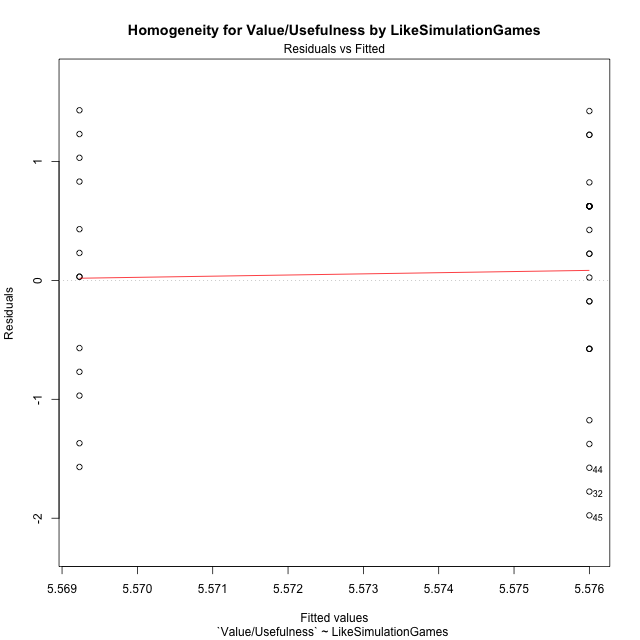 Homogeneity for Value/Usefulness by LikeSimulationGames
Residuals vs Fitted
Residuals
1
0
-1
-2
44
32
45
5.569 5.570 5.571 5.572 5.573 5.574 5.575 5.576
Fitted values
`Value/Usefulness` ~ LikeSimulationGames